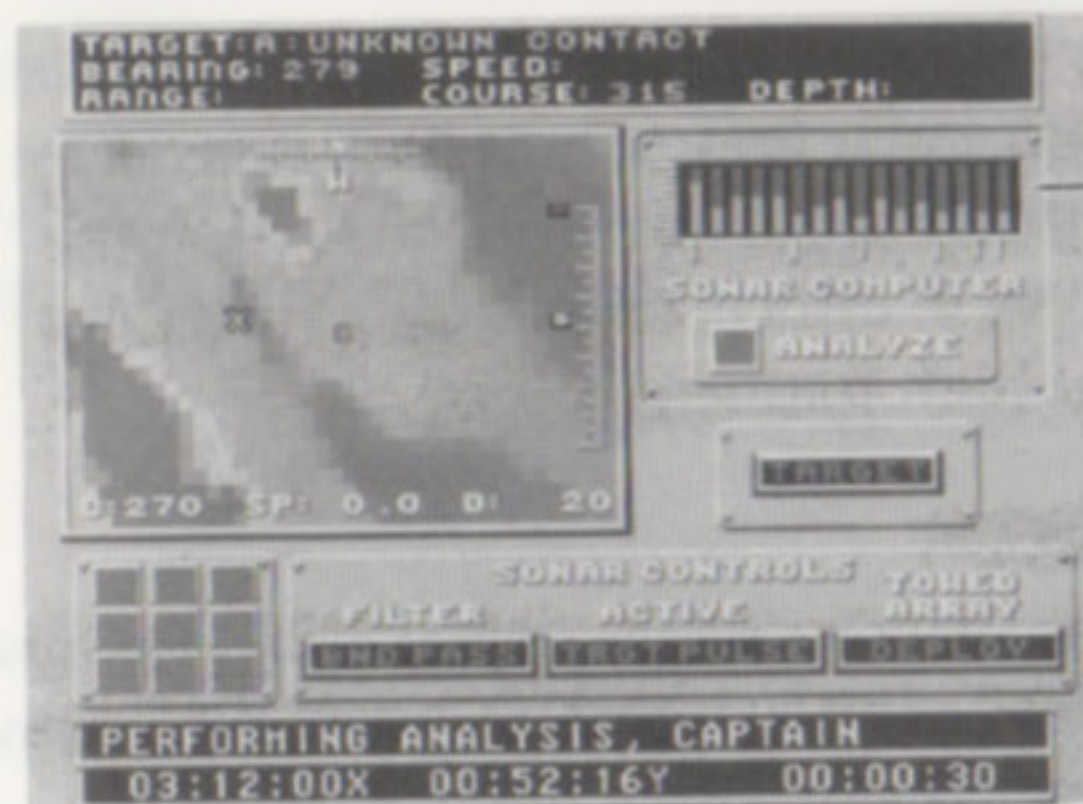 TARGET:A:UNKNOWN CONTACT
BEARING: 279 SPEED:
RANGE: COURSE: 315 DEPTH:
W
X
SONAR COMPUTER
ANALYZE
TARGET
C:270 SP: 0.0 D: 20
SONAR CONTROLS
FILTER ACTIVE TOWED ARRAY
BND PASS TRGT PULSE DEPLOY
PERFORMING ANALYSIS, CAPTAIN
03:12:00X 00:52:16Y 00:00:30